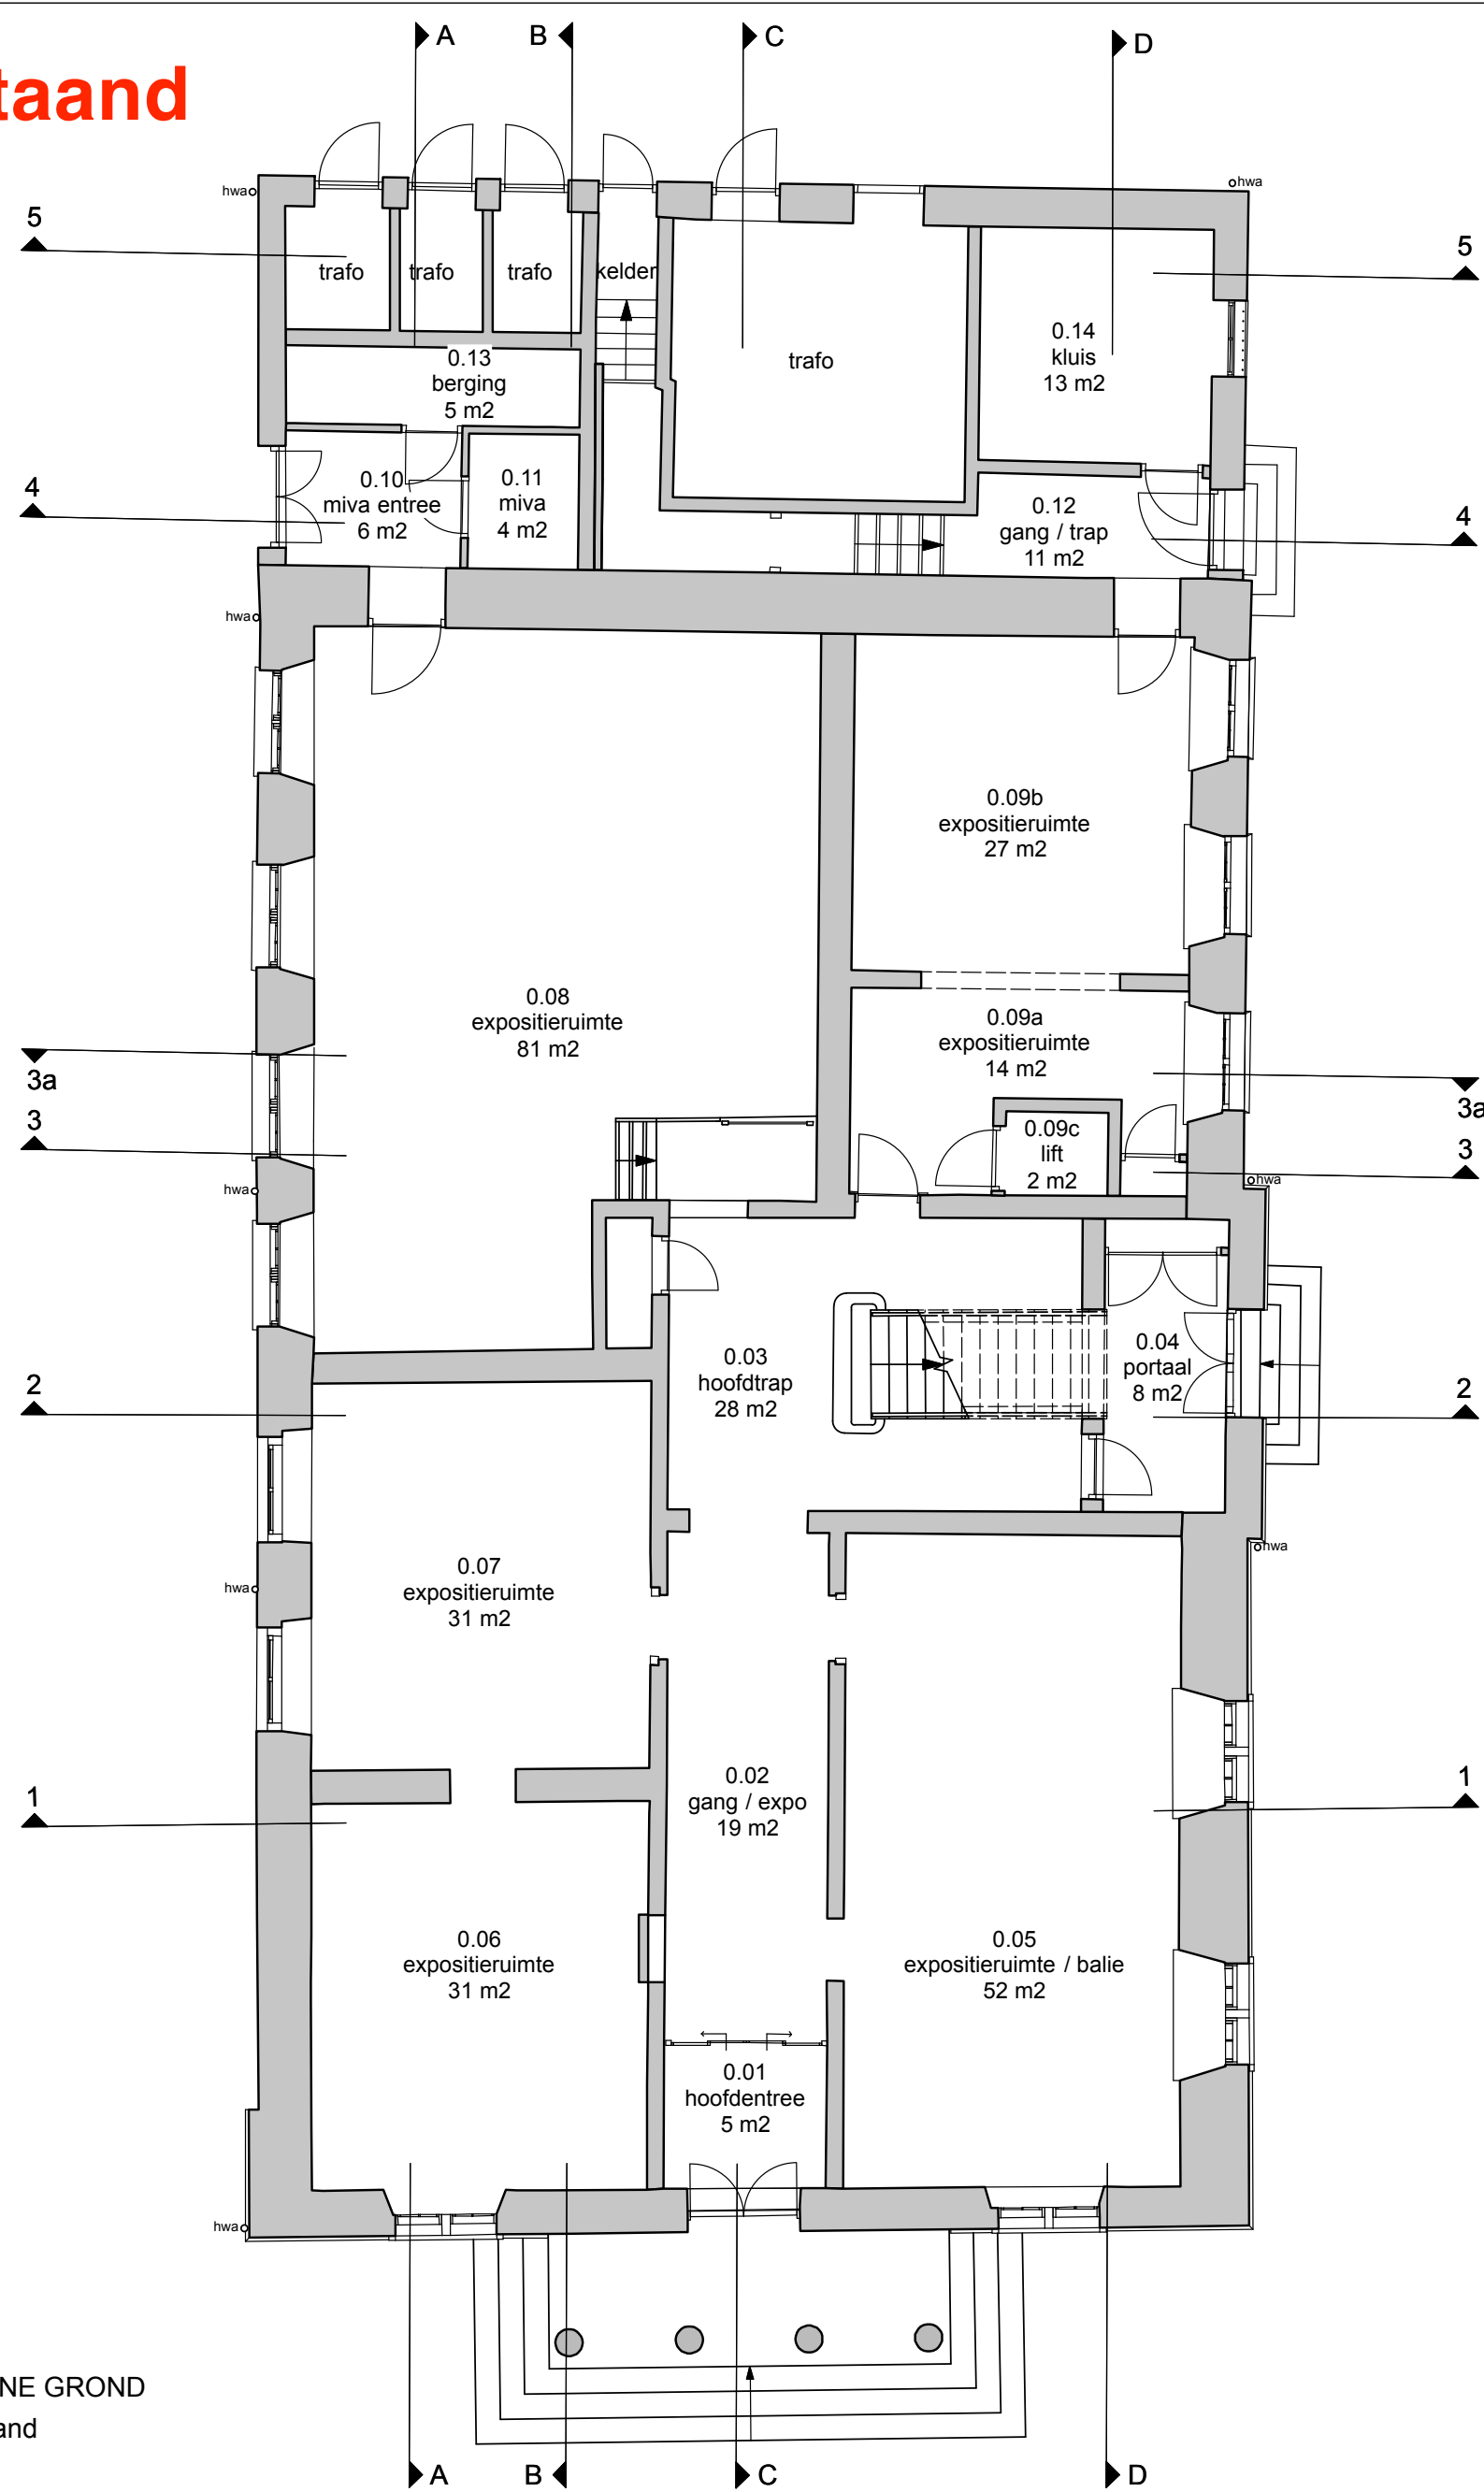 A B C D
taand
hwa
hwa
5
5
trafo
trafo
trafo
kelder
0.13
berging
5 m2
trafo
0.14
kluis
13 m2
4
4
0.10
miva entree
6 m2
0.11
miva
4 m2
0.12
gang / trap
11 m2
hwa
0.09b
expositieruimte
27 m2
0.08
expositieruimte
81 m2
0.09a
expositieruimte
14 m2
3a
3a
3
3
0.09c
lift
2 m2
hwa
hwa
0.03
hoofdtrap
28 m2
0.04
portaal
8 m2
2
2
hwa
hwa
0.07
expositieruimte
31 m2
1
1
0.02
gang / expo
19 m2
0.06
expositieruimte
31 m2
0.05
expositieruimte / balie
52 m2
0.01
hoofdentree
5 m2
hwa
NE GROND
and
A B C D